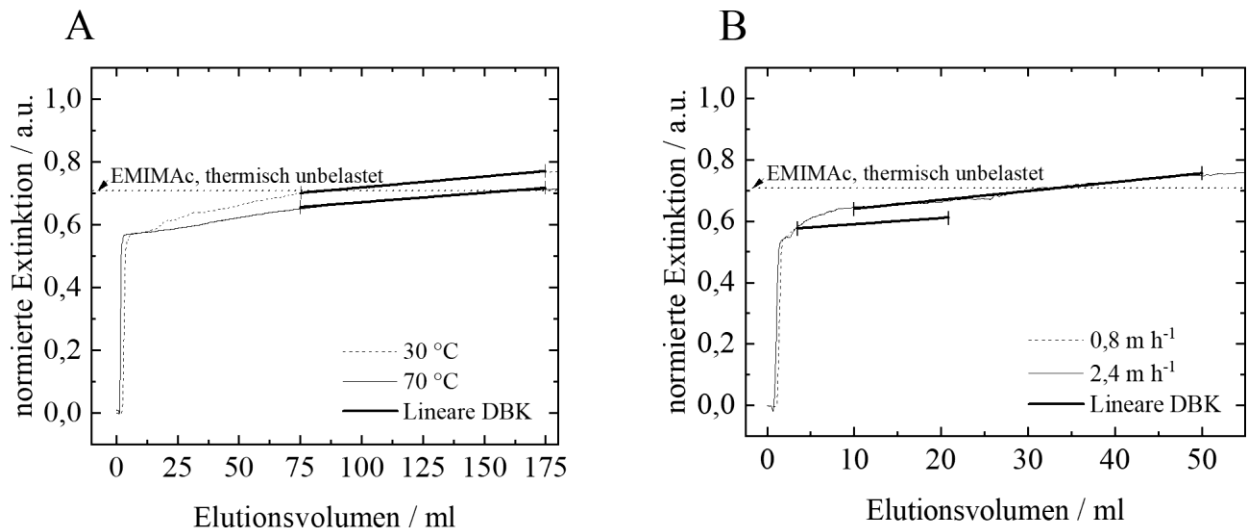 A
normierte Extinktion / a.u.
1,0
0,8
0,6
0,4
0,2
0,0
EMIMAc, thermisch unbelastet
30 °C
70 °C
Lineare DBK
0 25 50 75 100 125 150 175
Elutionsvolumen / ml
B
normierte Extinktion / a.u.
1,0
0,8
0,6
0,4
0,2
0,0
EMIMAc, thermisch unbelastet
0,8 m h⁻¹
2,4 m h⁻¹
Lineare DBK
0 10 20 30 40 50
Elutionsvolumen / ml